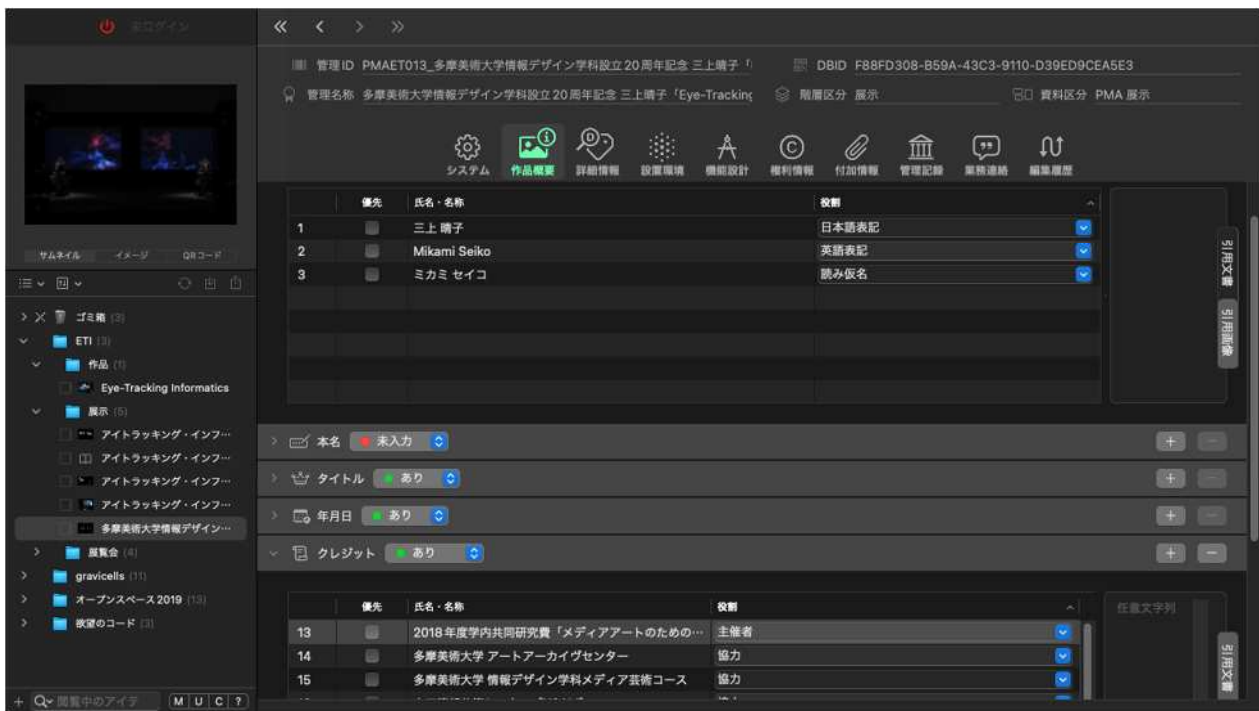 未ログイン
管理ID PMAET013_多摩美術大学情報デザイン学科設立20周年記念 三上晴子「
DBID F88FD308-B59A-43C3-9110-D39ED9CEA5E3
管理名称 多摩美術大学情報デザイン学科設立20周年記念 三上晴子「Eye-Tracking
階層区分 展示
資料区分 PMA 展示
システム
作品概要
詳細情報
設置環境
機能設計
権利情報
付加情報
管理記録
業務連絡
編集履歴
サムネイル
イメージ
QRコード
ゴミ箱 (3)
ETI (3)
作品 (1)
Eye-Tracking Informatics
展示 (5)
アイトラッキング・インフ…
アイトラッキング・インフ…
アイトラッキング・インフ…
アイトラッキング・インフ…
多摩美術大学情報デザイン…
展覧会 (4)
gravicells (11)
オープンスペース2019 (13)
欲望のコード (3)
閲覧中のアイテ
M U C ?
優先 氏名・名称 役割
1 三上 晴子 日本語表記
2 Mikami Seiko 英語表記
3 ミカミ セイコ 読み仮名
引用文書
引用画像
本名 未入力
タイトル あり
年月日 あり
クレジット あり
優先 氏名・名称 役割
13 2018年度学内共同研究費「メディアアートのための… 主催者
14 多摩美術大学 アートアーカイヴセンター 協力
15 多摩美術大学 情報デザイン学科メディア芸術コース 協力
任意文字列
引用文書